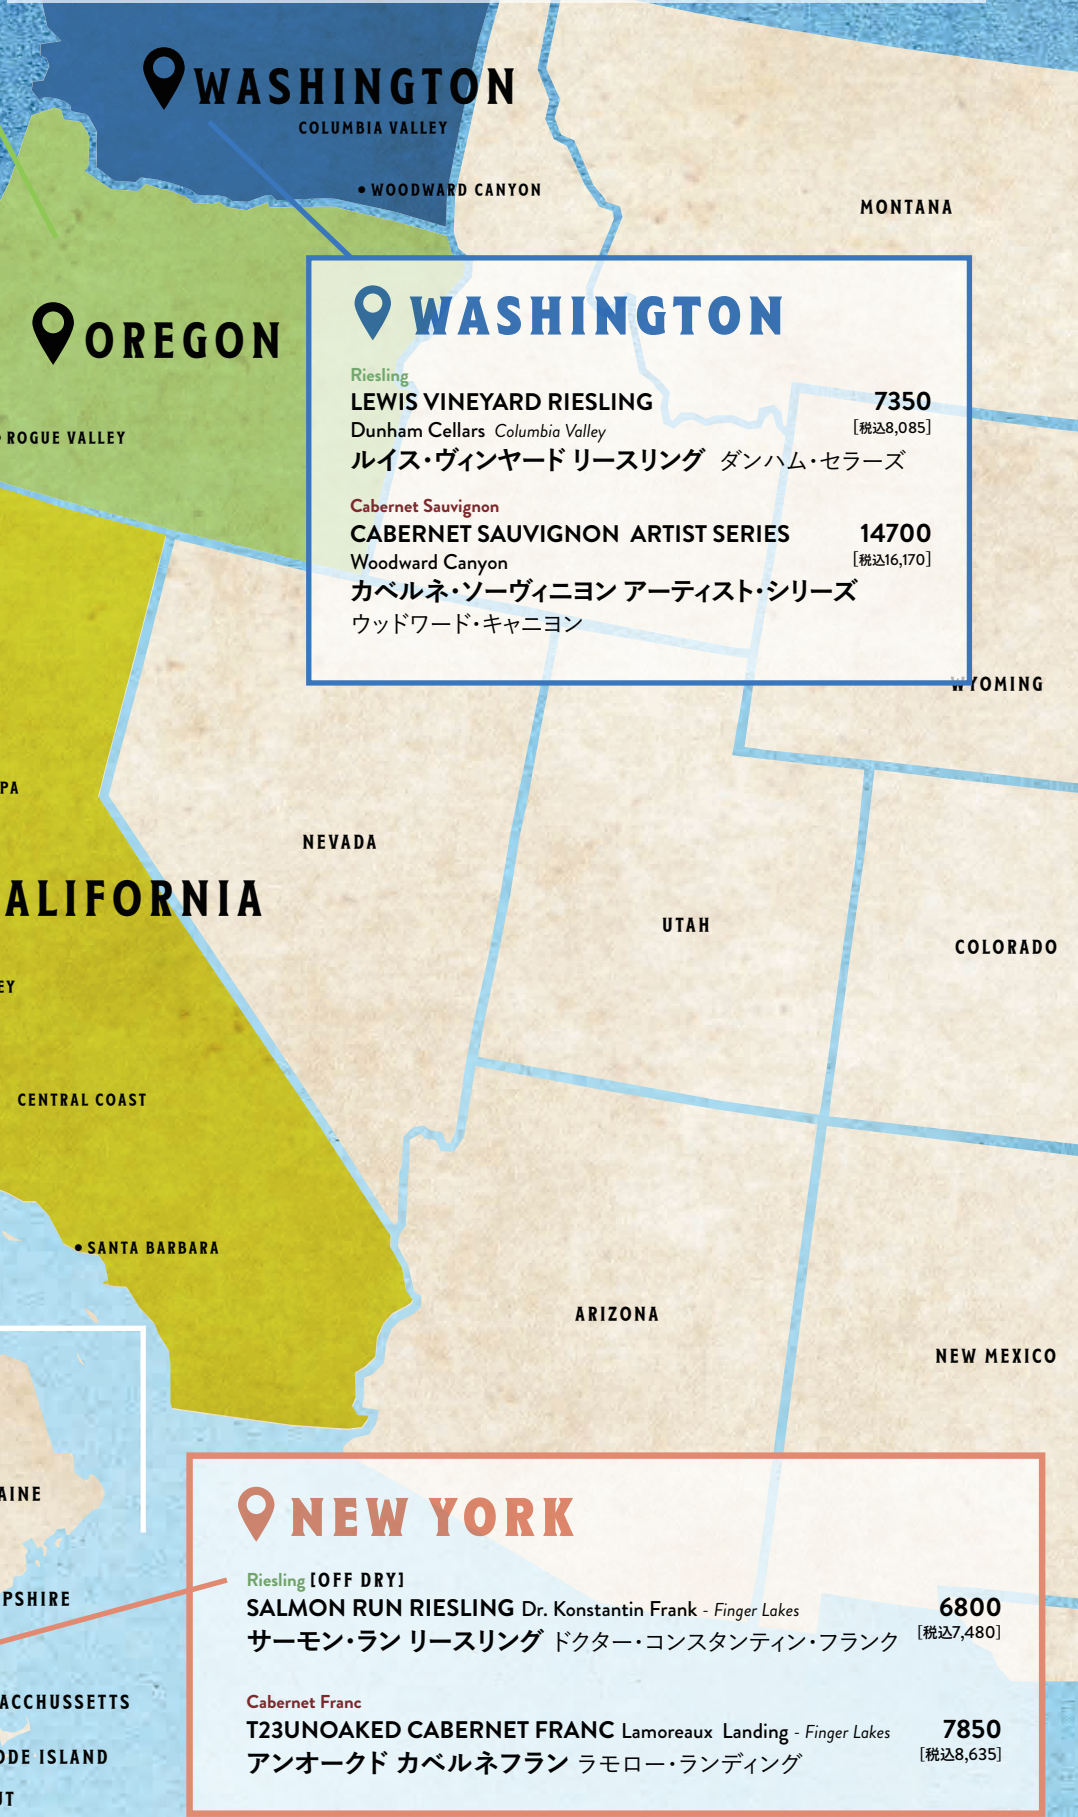 WASHINGTON
COLUMBIA VALLEY
• WOODWARD CANYON
MONTANA
OREGON
ROGUE VALLEY
WASHINGTON
Riesling
LEWIS VINEYARD RIESLING 7350
Dunham Cellars Columbia Valley [税込8,085]
ルイス・ヴィンヤード リースリング ダンハム・セラーズ
Cabernet Sauvignon
CABERNET SAUVIGNON ARTIST SERIES 14700
Woodward Canyon [税込16,170]
カベルネ・ソーヴィニヨン アーティスト・シリーズ
ウッドワード・キャニヨン
WYOMING
PA
NEVADA
ALIFORNIA
UTAH
COLORADO
EY
CENTRAL COAST
• SANTA BARBARA
ARIZONA
NEW MEXICO
AINE
NEW YORK
Riesling [OFF DRY]
PSHIRE
SALMON RUN RIESLING Dr. Konstantin Frank - Finger Lakes 6800
サーモン・ラン リースリング ドクター・コンスタンティン・フランク [税込7,480]
ACCHUSSETTS
Cabernet Franc
T23UNOAKED CABERNET FRANC Lamoreaux Landing - Finger Lakes 7850
ODE ISLAND
アンオークド カベルネフラン ラモロー・ランディング [税込8,635]
UT